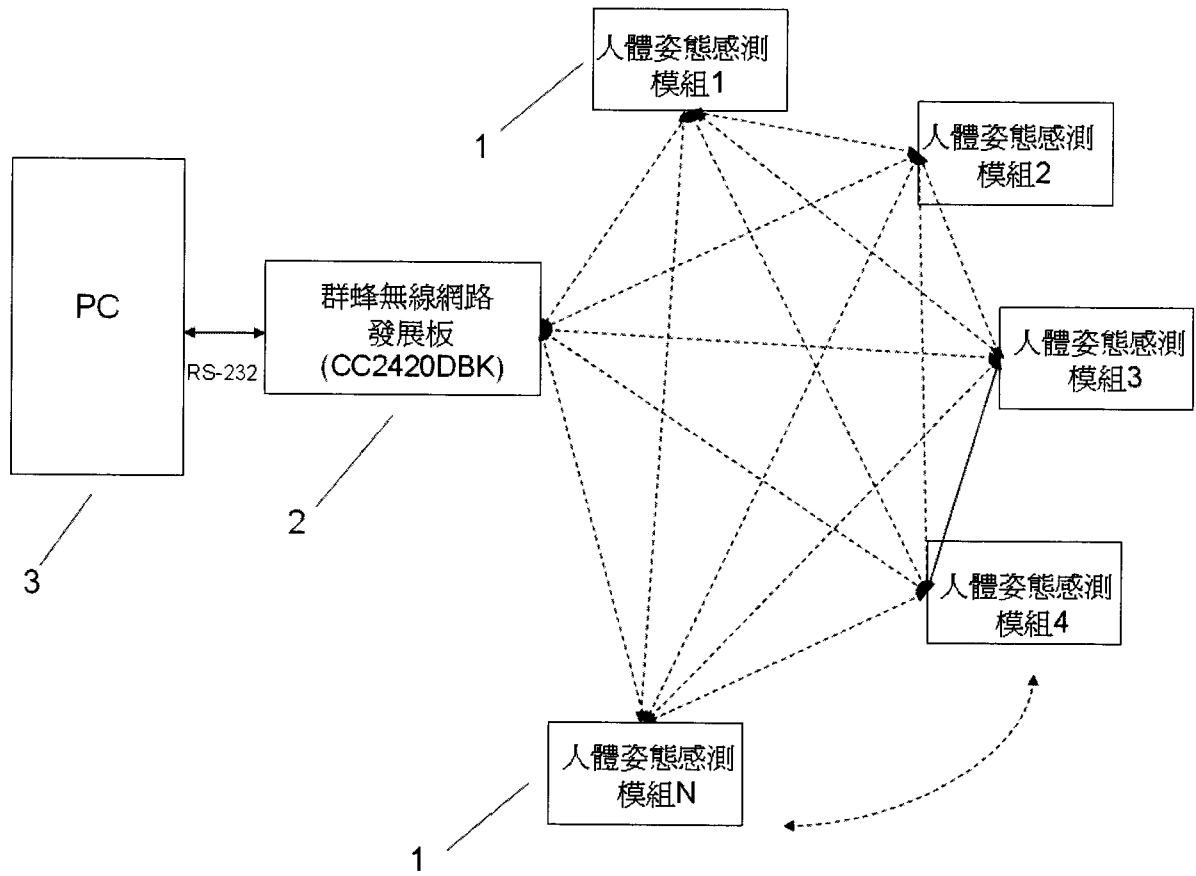 人體姿態感測
模組1
1
人體姿態感測
模組2
PC
群蜂無線網路
發展板
(CC2420DBK)
RS-232
人體姿態感測
模組3
2
3
人體姿態感測
模組4
人體姿態感測
模組N
1